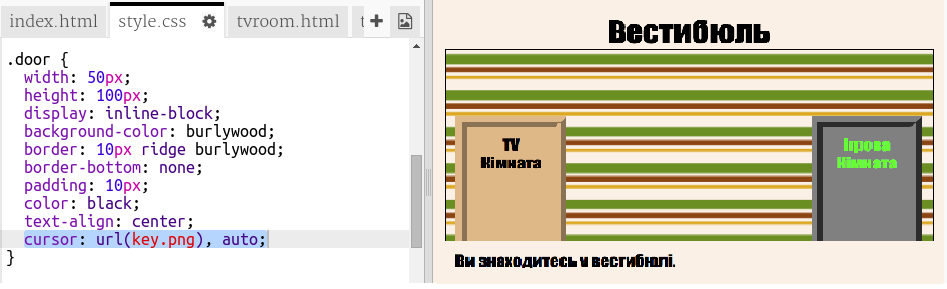 index.html
style.css
tvroom.html
.door {
width: 50px;
height: 100px;
display: inline-block;
background-color: burlywood;
border: 10px ridge burlywood;
border-bottom: none;
padding: 10px;
color: black;
text-align: center;
cursor: url(key.png), auto;
}
Вестибюль
TV
Кімната
Ігрова
Кімната
Ви знаходитесь у вестибюлі.